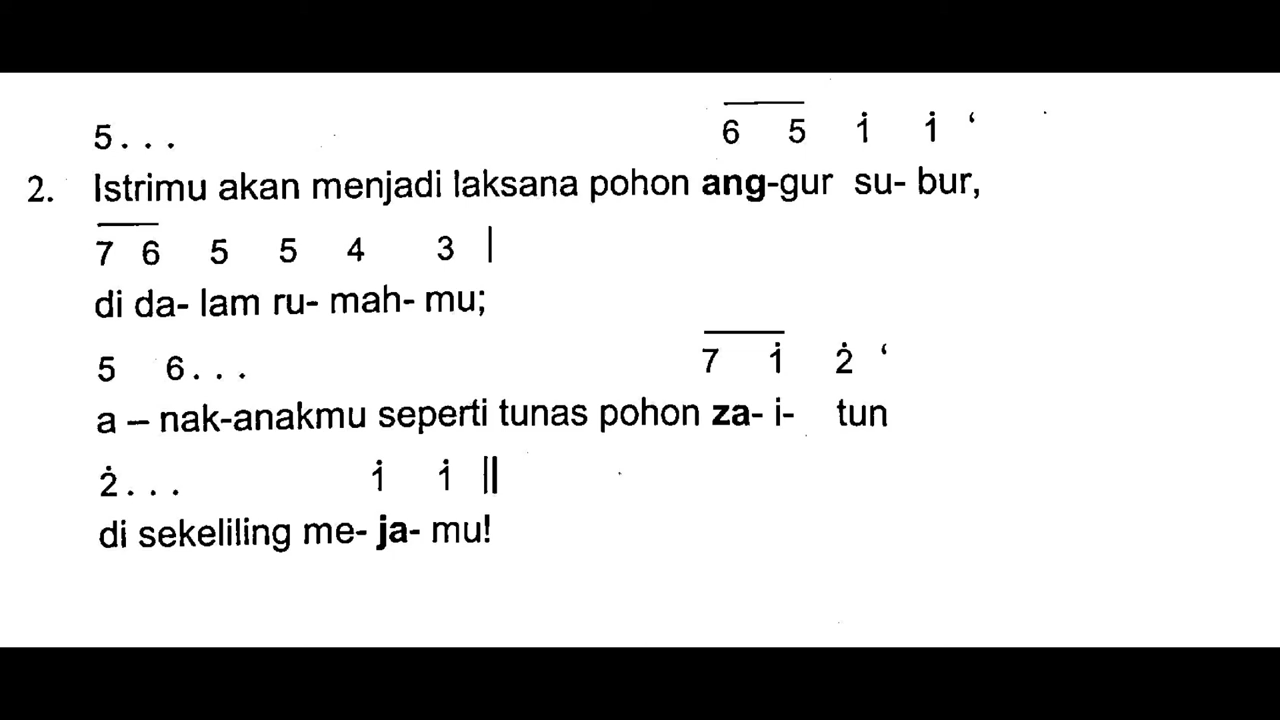 5... 6 5 1̇ 1̇ ‘
2. Istrimu akan menjadi laksana pohon ang-gur su- bur,
7 6 5 5 4 3 |
di da- lam ru- mah- mu;
5 6... 7 1̇ 2̇ ‘
a – nak-anakmu seperti tunas pohon za- i- tun
2̇... 1̇ 1̇ ||
di sekeliling me- ja- mu!